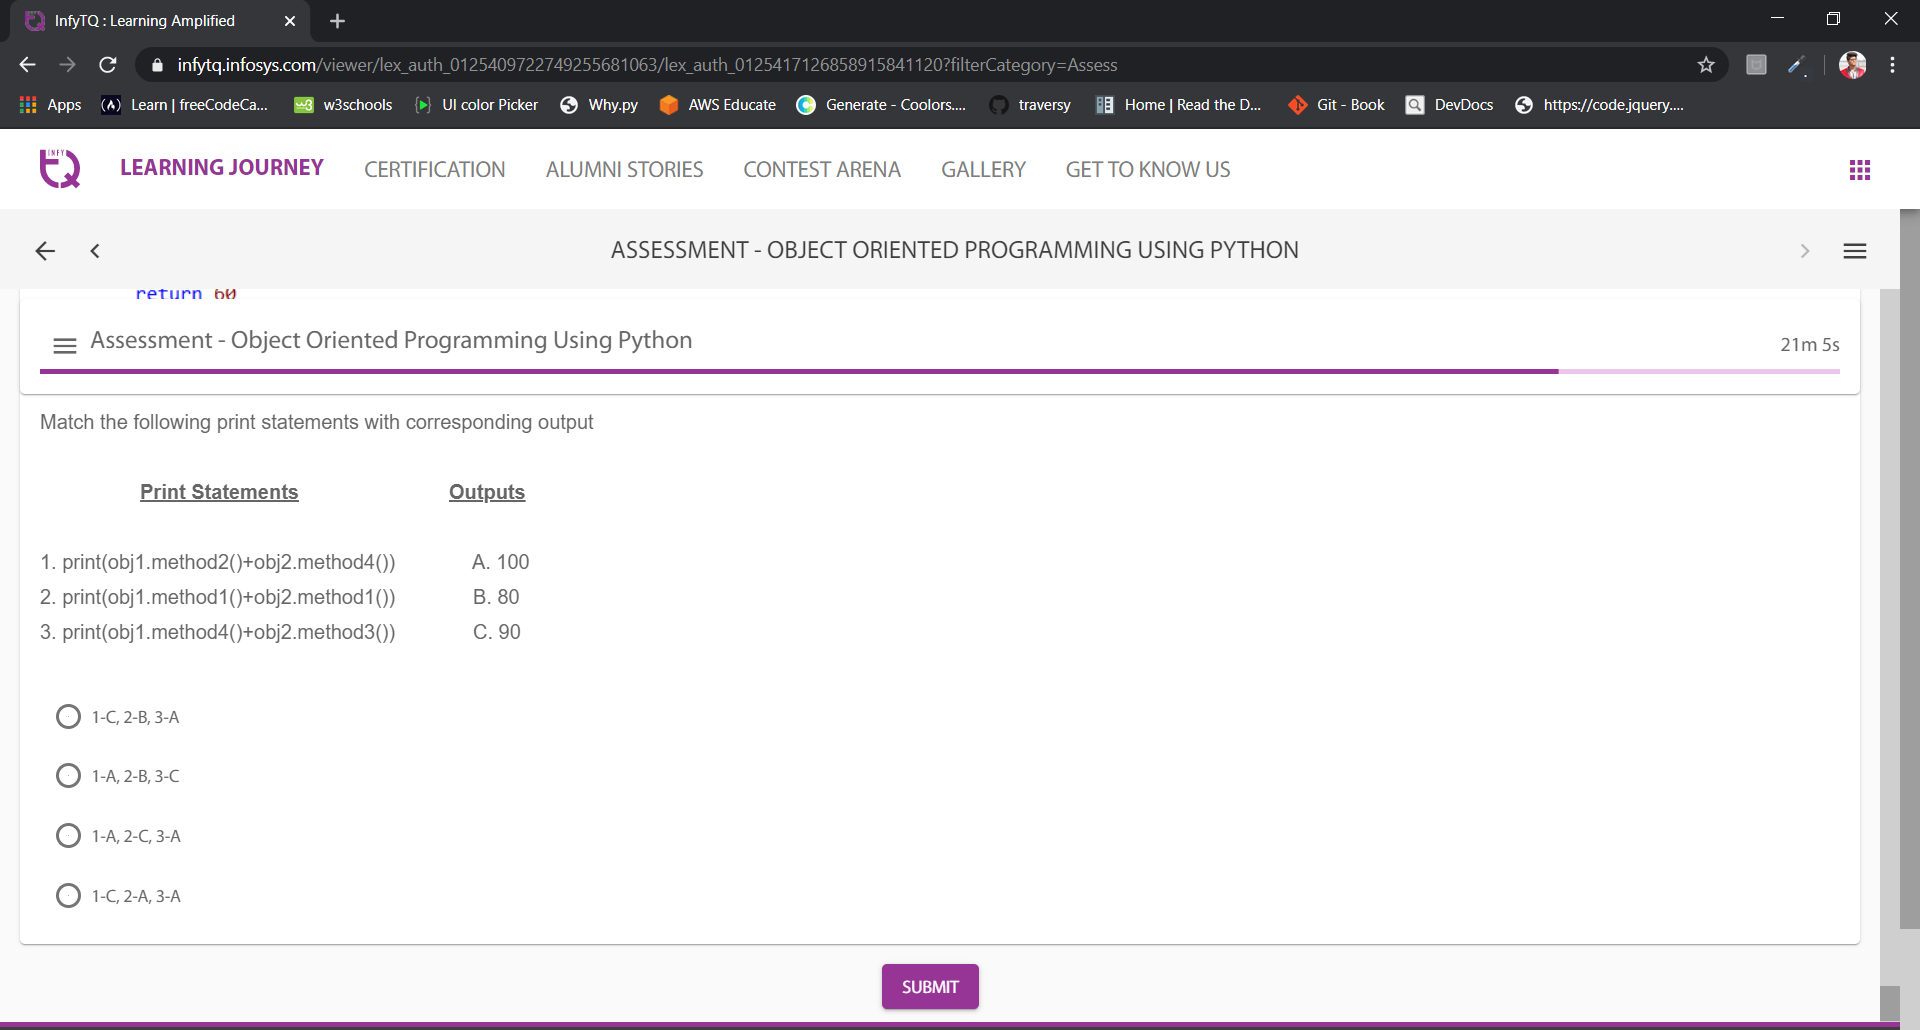 InfyTQ : Learning Amplified
infytq.infosys.com/viewer/lex_auth_0125409722749255681063/lex_auth_0125417126858915841120?filterCategory=Assess
Apps Learn | freeCodeCa... w3schools UI color Picker Why.py AWS Educate Generate - Coolors.... traversy Home | Read the D... Git - Book DevDocs https://code.jquery....
INFY TQ LEARNING JOURNEY CERTIFICATION ALUMNI STORIES CONTEST ARENA GALLERY GET TO KNOW US
ASSESSMENT - OBJECT ORIENTED PROGRAMMING USING PYTHON
return 60
Assessment - Object Oriented Programming Using Python
21m 5s
Match the following print statements with corresponding output
Print Statements Outputs
1. print(obj1.method2()+obj2.method4()) A. 100
2. print(obj1.method1()+obj2.method1()) B. 80
3. print(obj1.method4()+obj2.method3()) C. 90
1-C, 2-B, 3-A
1-A, 2-B, 3-C
1-A, 2-C, 3-A
1-C, 2-A, 3-A
SUBMIT